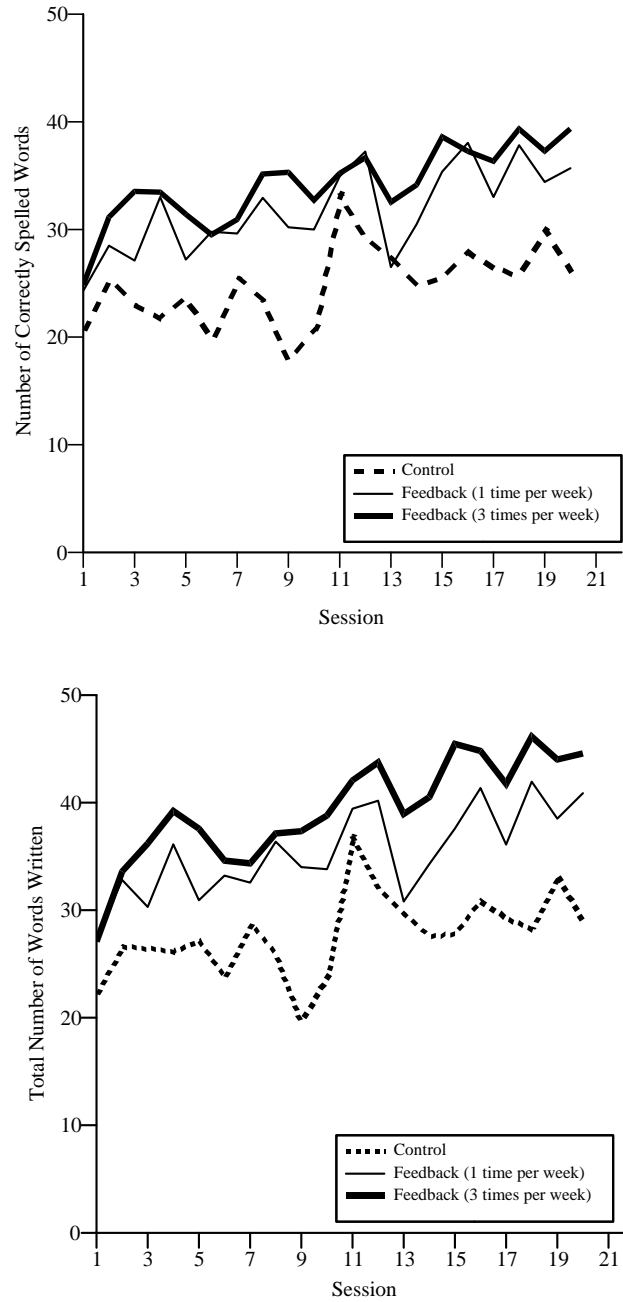 50
40
30
20
10
0
Number of Correctly Spelled Words
Control
Feedback (1 time per week)
Feedback (3 times per week)
1 3 5 7 9 11 13 15 17 19 21
Session
50
40
30
20
10
0
Total Number of Words Written
Control
Feedback (1 time per week)
Feedback (3 times per week)
1 3 5 7 9 11 13 15 17 19 21
Session